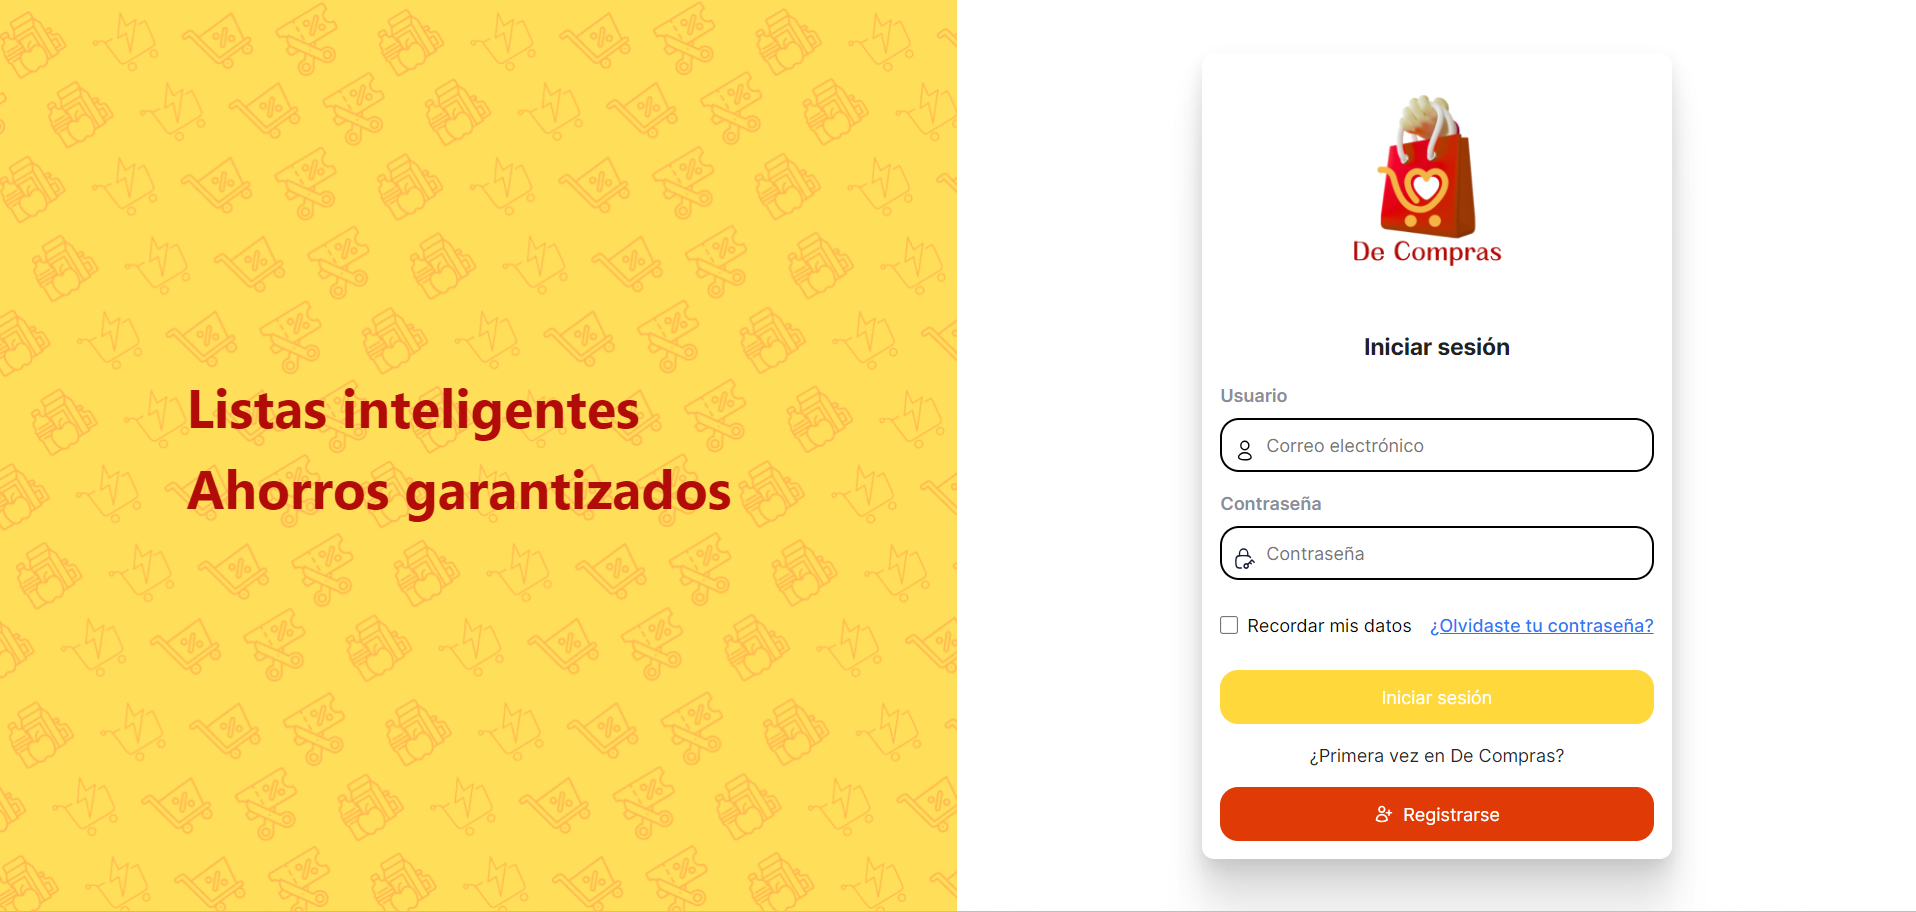 Listas inteligentes
Ahorros garantizados
De Compras
Iniciar sesión
Usuario
Correo electrónico
Contraseña
Contraseña
Recordar mis datos ¿Olvidaste tu contraseña?
Iniciar sesión
¿Primera vez en De Compras?
Registrarse